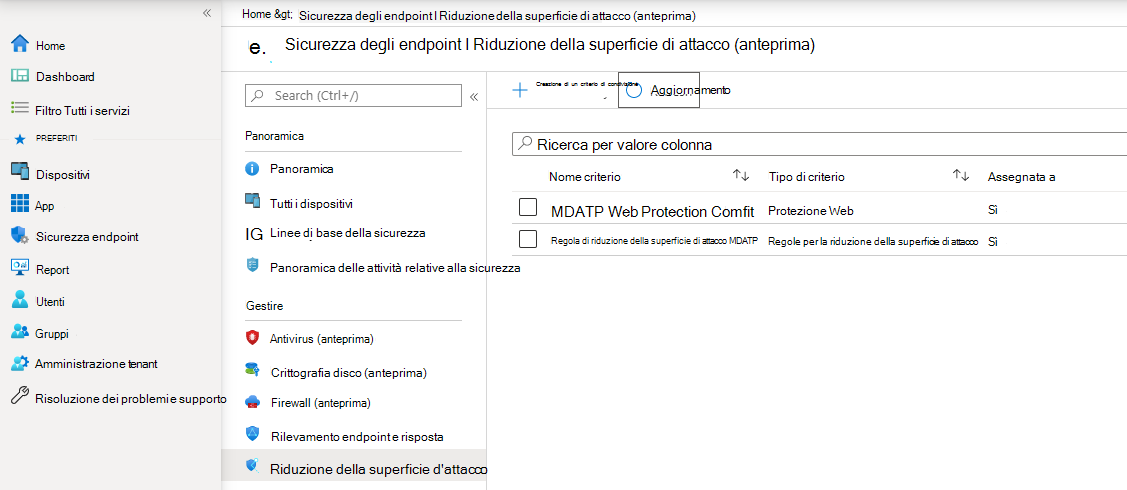 Home &gt; Sicurezza degli endpoint I Riduzione della superficie di attacco (anteprima)
e. Sicurezza degli endpoint I Riduzione della superficie di attacco (anteprima)
Home
Dashboard
Filtro Tutti i servizi
PREFERITI
Dispositivi
App
Sicurezza endpoint
Report
Utenti
Gruppi
Amministrazione tenant
Risoluzione dei problemi e supporto
Search (Ctrl+/)
Panoramica
Panoramica
Tutti i dispositivi
IG Linee di base della sicurezza
Panoramica delle attività relative alla sicurezza
Gestire
Antivirus (anteprima)
Crittografia disco (anteprima)
Firewall (anteprima)
Rilevamento endpoint e risposta
Riduzione della superficie d'attacco
Creazione di un criterio di condivisione
Aggiornamento
Ricerca per valore colonna
Nome criterio Tipo di criterio Assegnata a
MDATP Web Protection Comfit Protezione Web Sì
Regola di riduzione della superficie di attacco MDATP Regole per la riduzione della superficie di attacco Sì